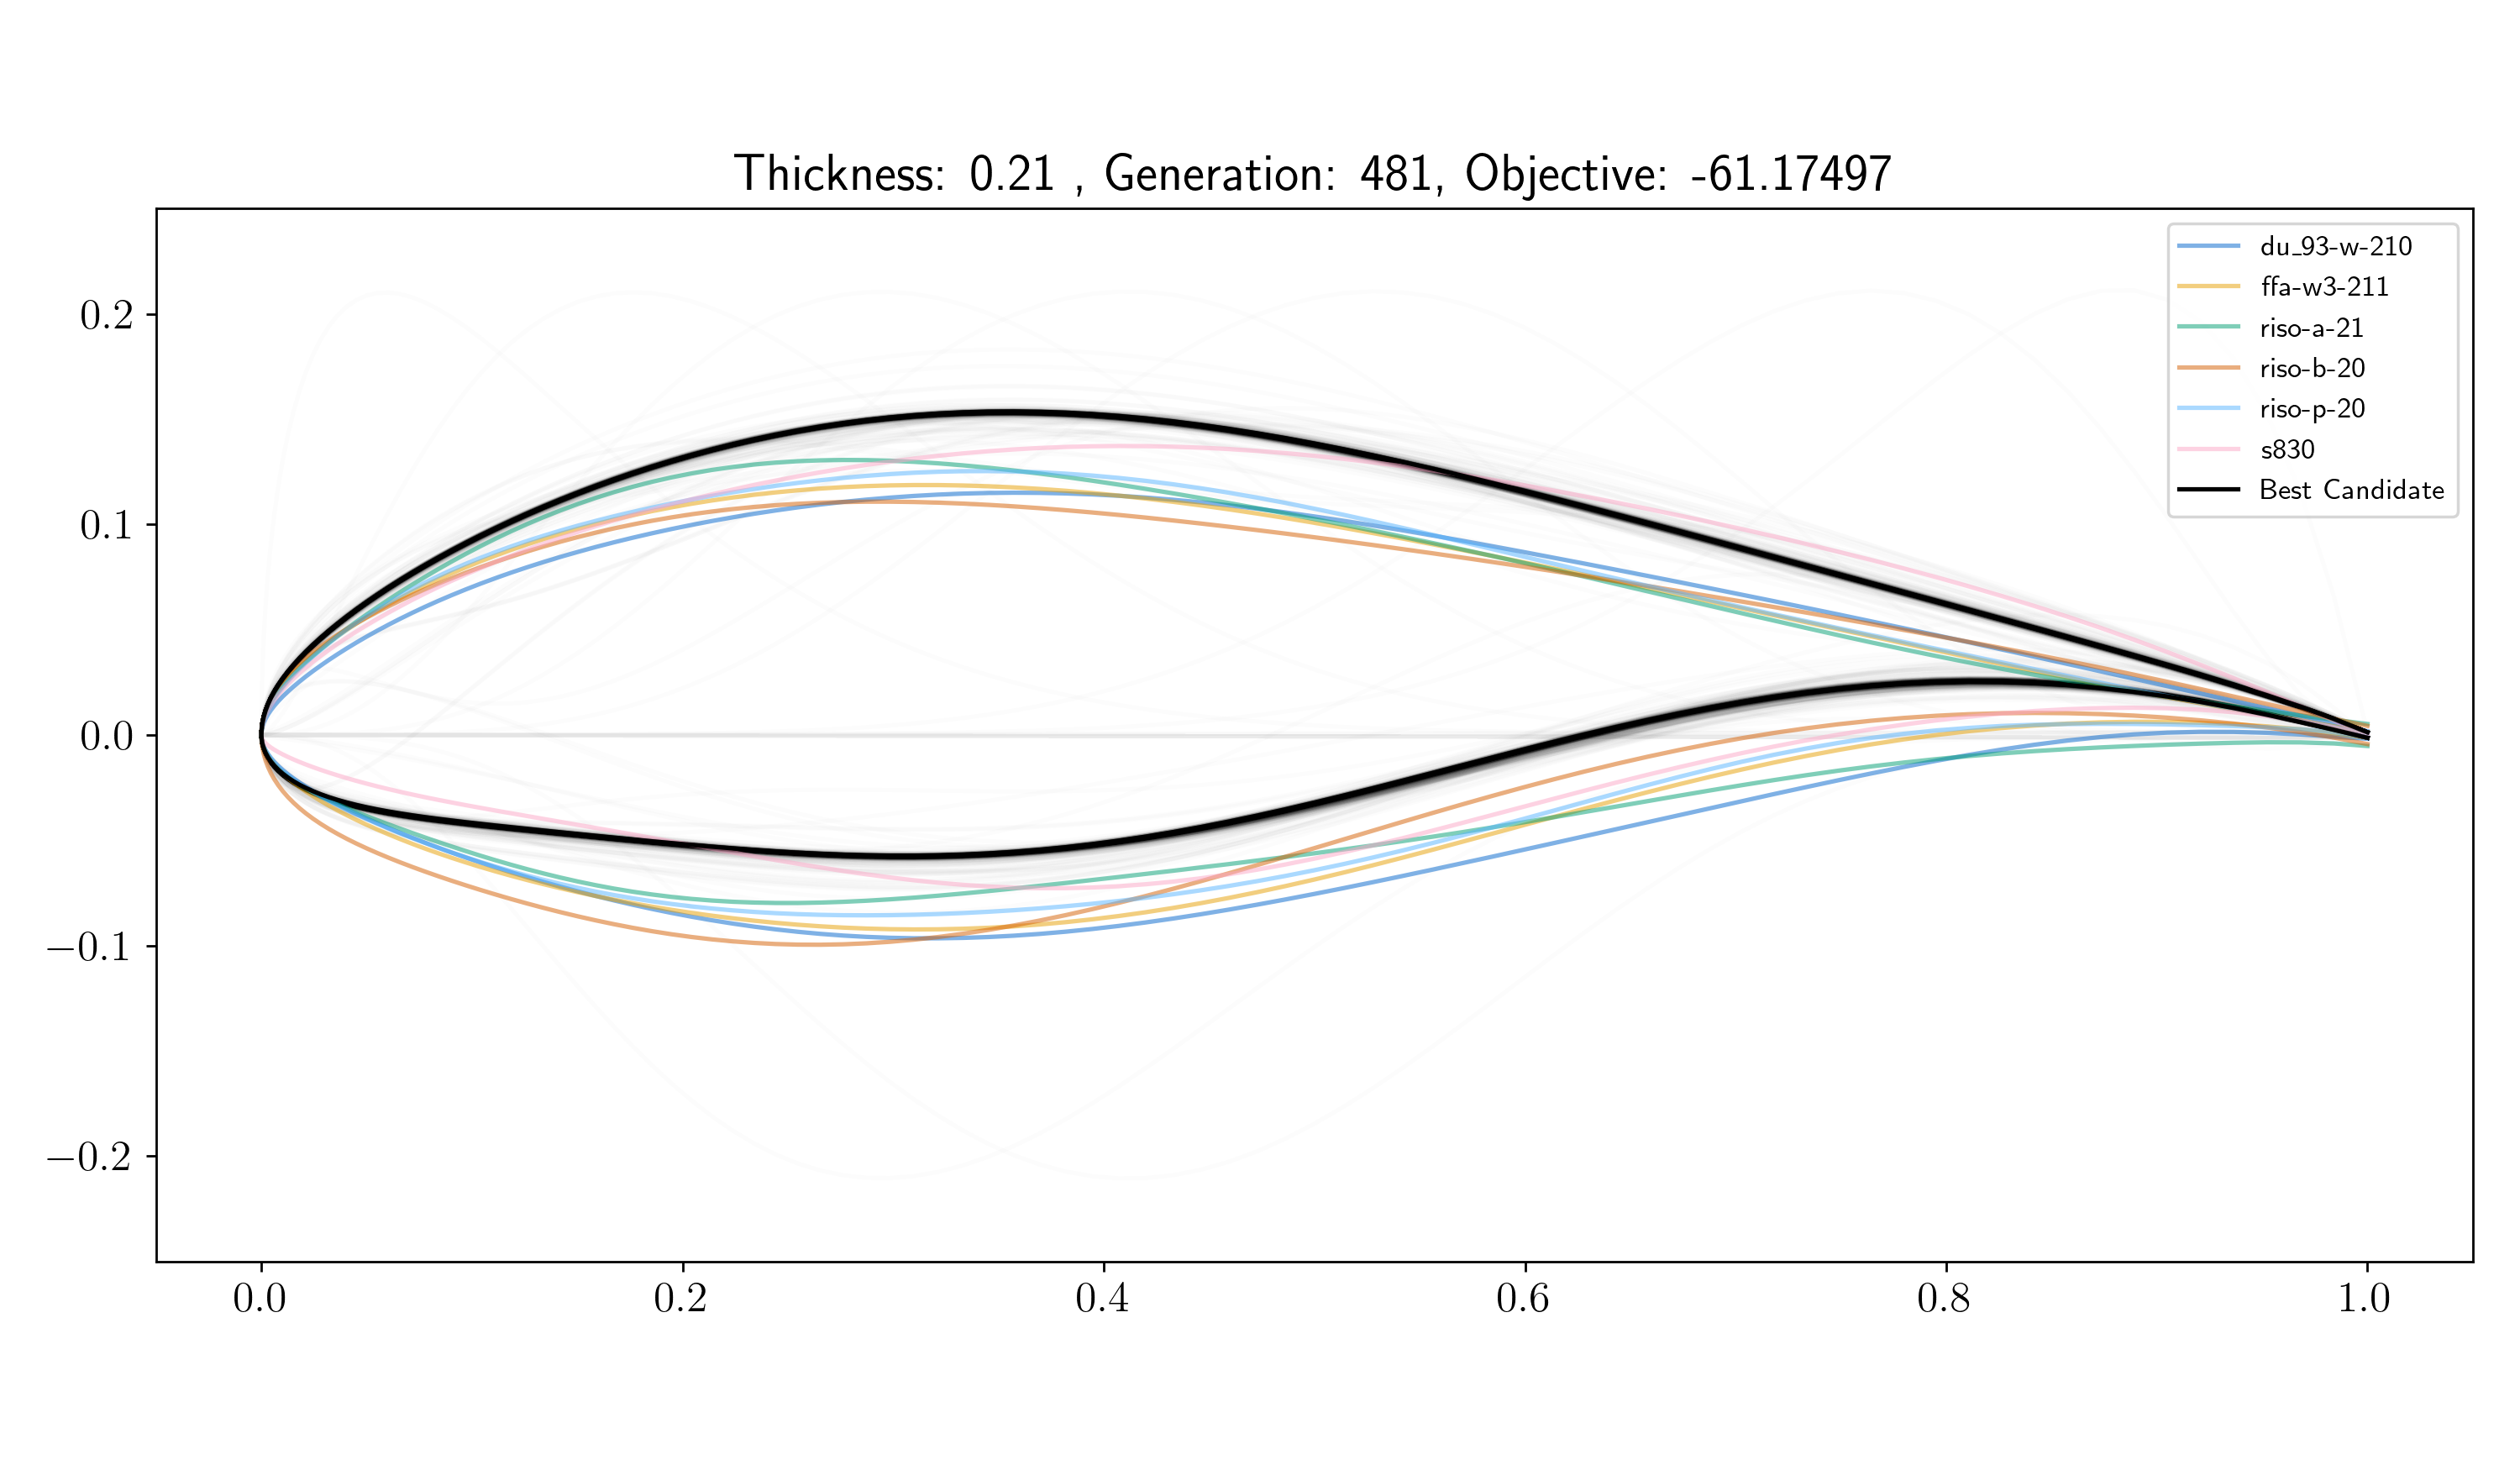 Thickness: 0.21 , Generation: 481, Objective: -61.17497
du_93-w-210
ffa-w3-211
riso-a-21
riso-b-20
riso-p-20
s830
Best Candidate
0.2
0.1
0.0
−0.1
−0.2
0.0 0.2 0.4 0.6 0.8 1.0